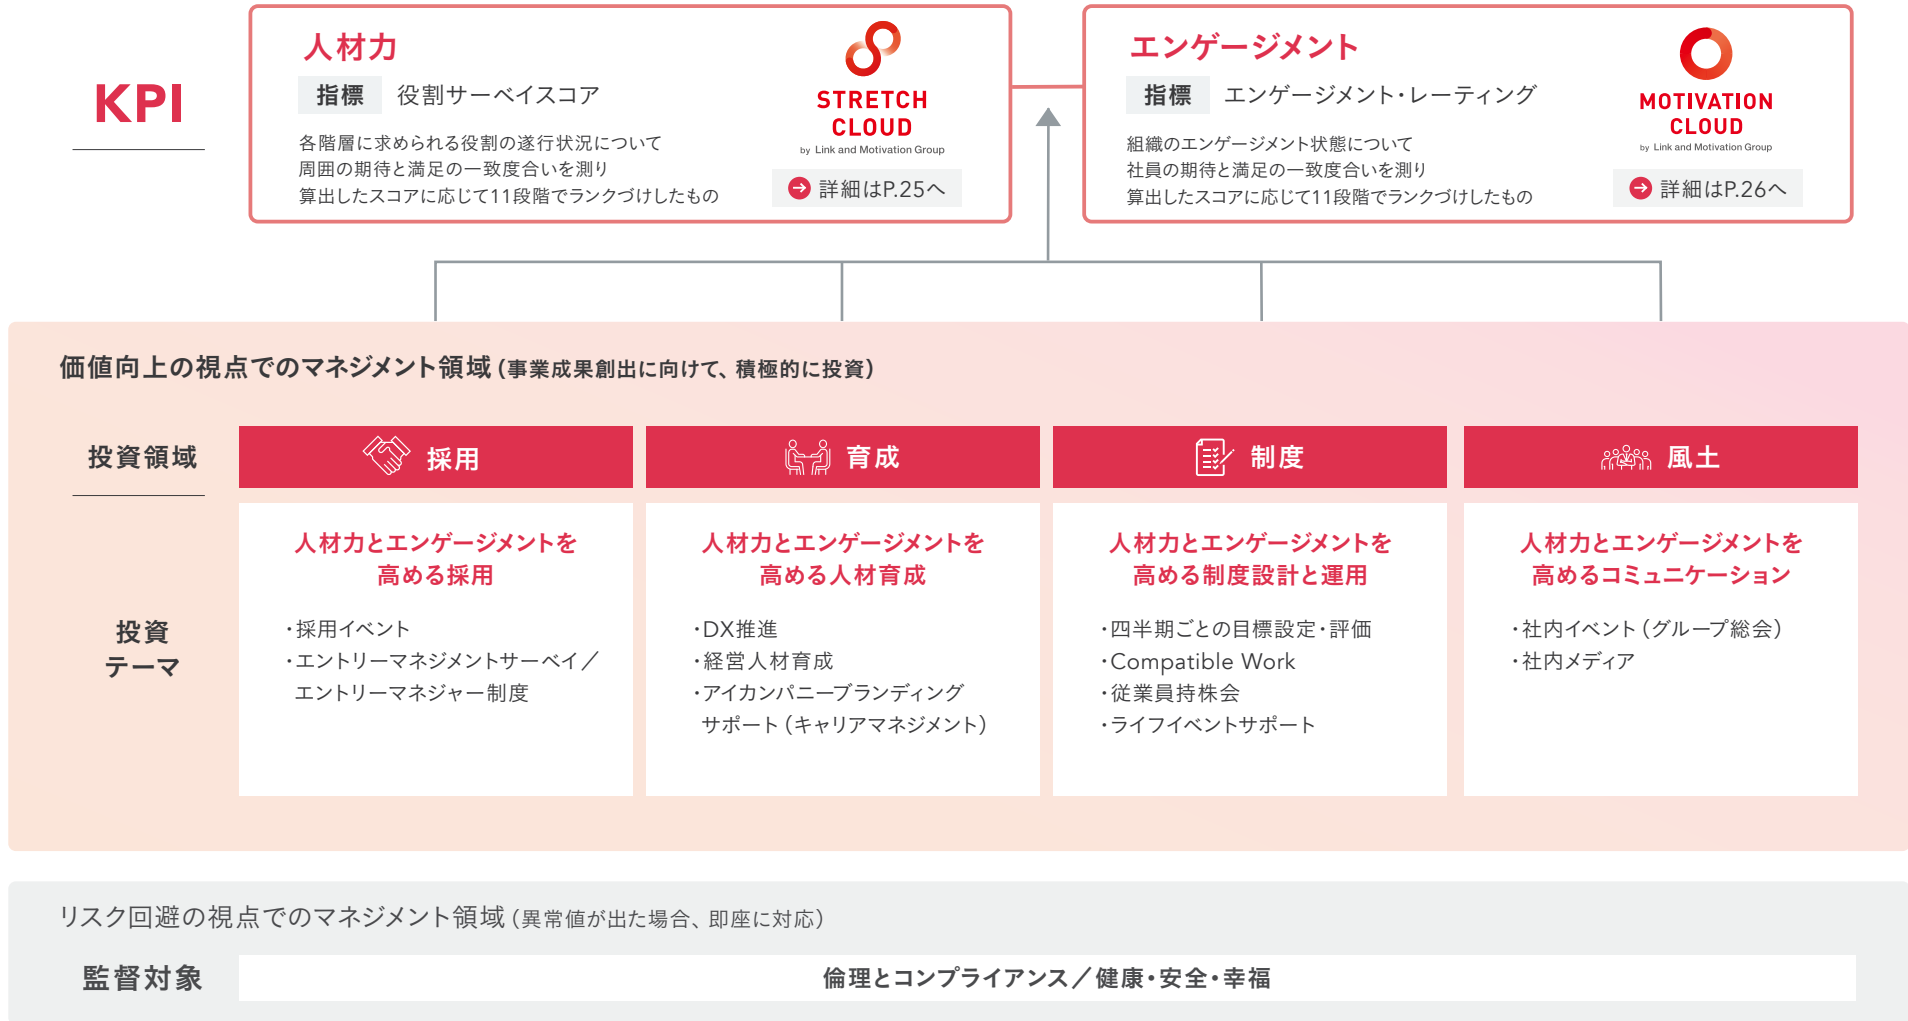 KPI
人材力
指標 役割サーベイスコア
各階層に求められる役割の遂行状況について
周囲の期待と満足の一致度合いを測り
算出したスコアに応じて11段階でランクづけしたもの
STRETCH
CLOUD
by Link and Motivation Group
詳細はP.25へ
エンゲージメント
指標 エンゲージメント・レーティング
組織のエンゲージメント状態について
社員の期待と満足の一致度合いを測り
算出したスコアに応じて11段階でランクづけしたもの
MOTIVATION
CLOUD
by Link and Motivation Group
詳細はP.26へ
価値向上の視点でのマネジメント領域（事業成果創出に向けて、積極的に投資）
投資領域
採用
育成
制度
風土
投資
テーマ
人材力とエンゲージメントを
高める採用
・採用イベント
・エントリーマネジメントサーベイ／
エントリーマネジャー制度
人材力とエンゲージメントを
高める人材育成
・DX推進
・経営人材育成
・アイカンパニーブランディング
サポート（キャリアマネジメント）
人材力とエンゲージメントを
高める制度設計と運用
・四半期ごとの目標設定・評価
・Compatible Work
・従業員持株会
・ライフイベントサポート
人材力とエンゲージメントを
高めるコミュニケーション
・社内イベント（グループ総会）
・社内メディア
リスク回避の視点でのマネジメント領域（異常値が出た場合、即座に対応）
監督対象
倫理とコンプライアンス／健康・安全・幸福